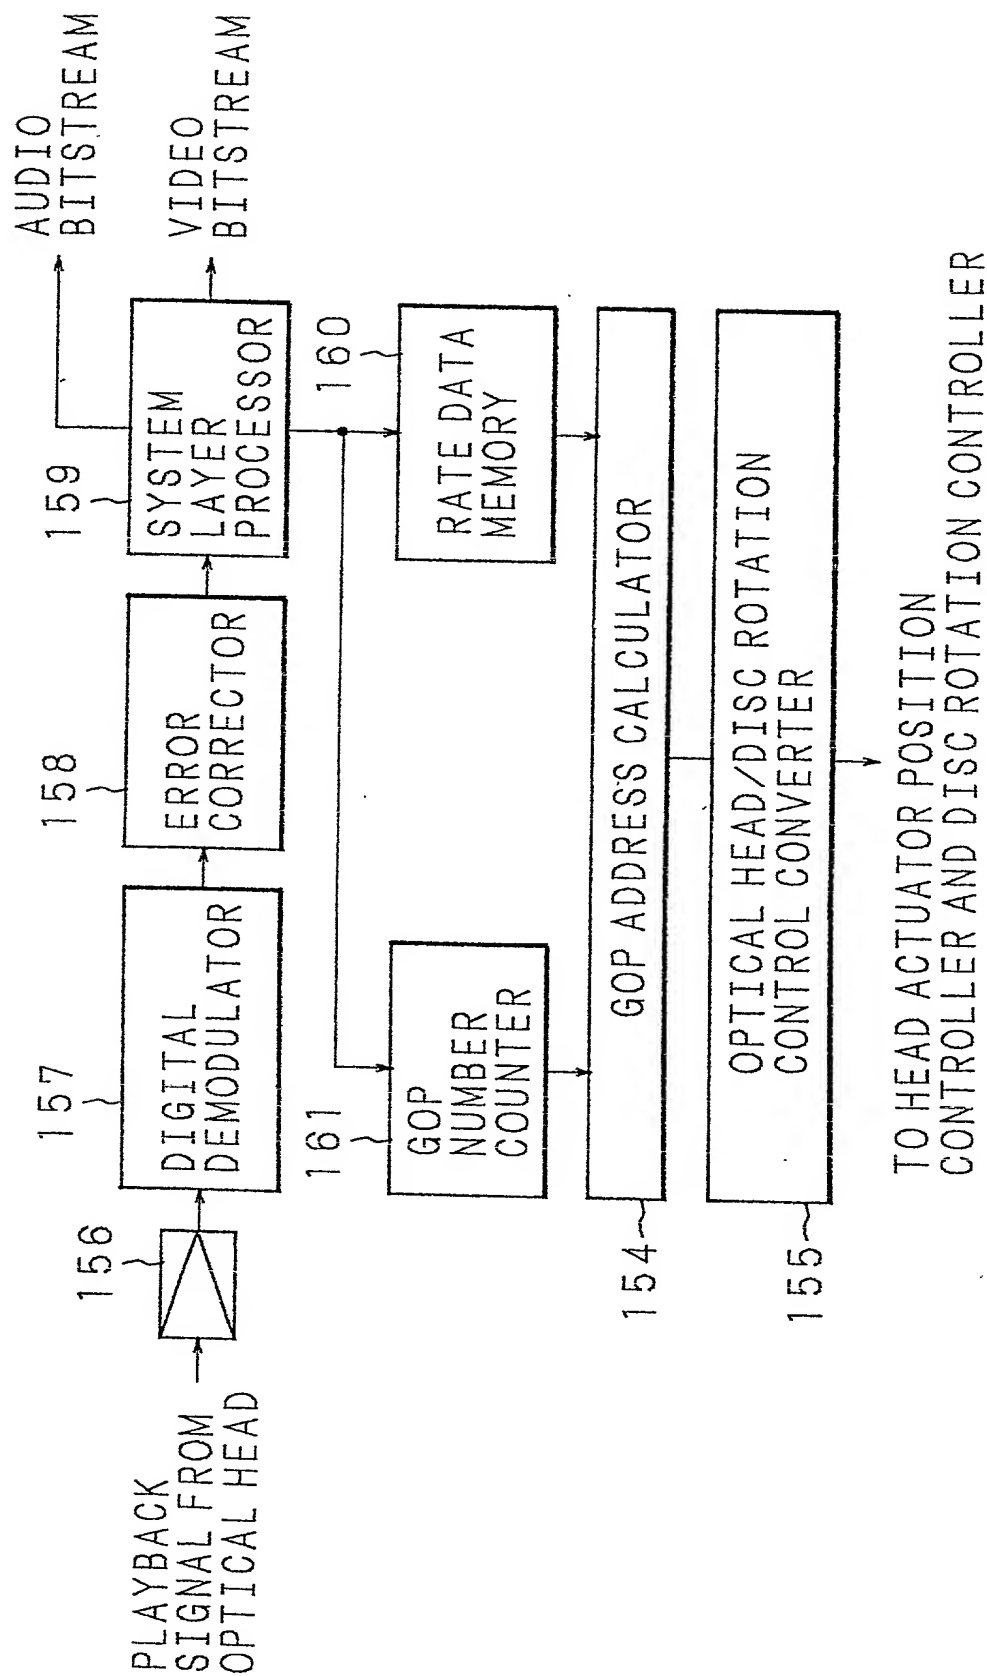 PLAYBACK
SIGNAL FROM
OPTICAL HEAD
156
157
DIGITAL
DEMODULATOR
158
ERROR
CORRECTOR
159
SYSTEM
LAYER
PROCESSOR
AUDIO
BITSTREAM
VIDEO
BITSTREAM
161
GOP
NUMBER
COUNTER
160
RATE DATA
MEMORY
154
GOP ADDRESS CALCULATOR
155
OPTICAL HEAD/DISC ROTATION
CONTROL CONVERTER
TO HEAD ACTUATOR POSITION
CONTROLLER AND DISC ROTATION CONTROLLER